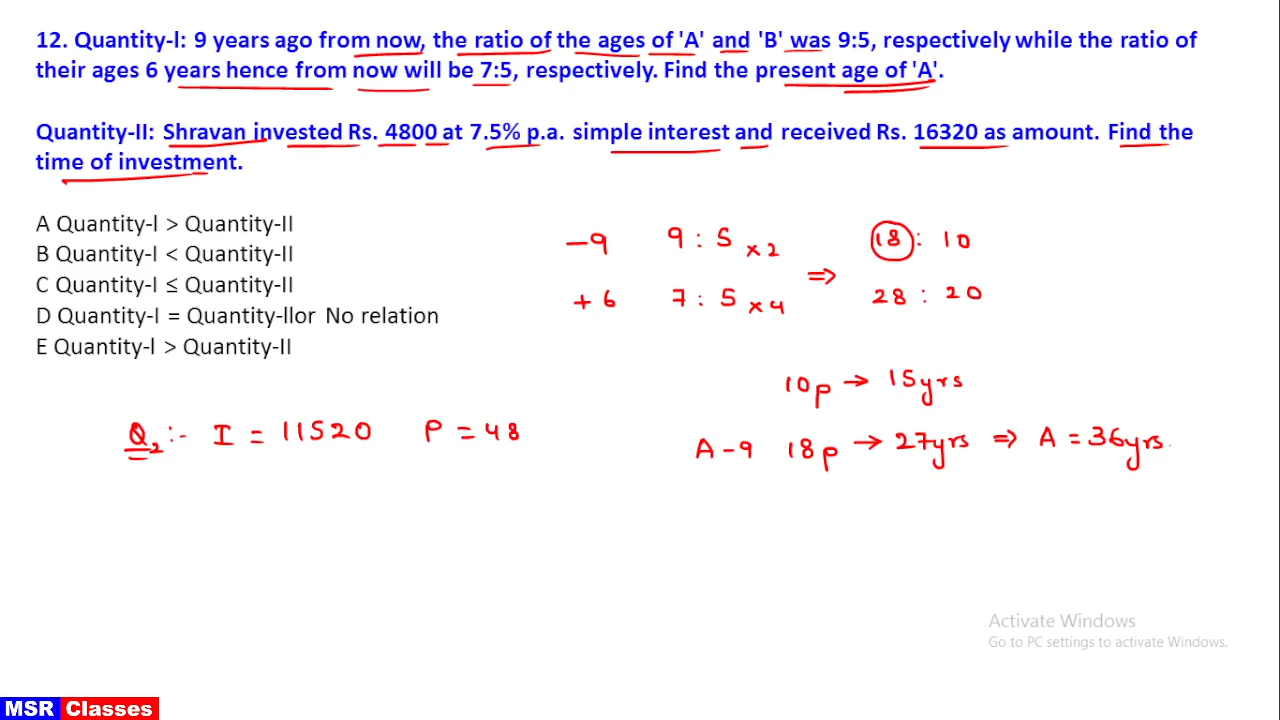 12. Quantity-I: 9 years ago from now, the ratio of the ages of 'A' and 'B' was 9:5, respectively while the ratio of
their ages 6 years hence from now will be 7:5, respectively. Find the present age of 'A'.
Quantity-II: Shravan invested Rs. 4800 at 7.5% p.a. simple interest and received Rs. 16320 as amount. Find the
time of investment.
A Quantity-I > Quantity-II
B Quantity-I < Quantity-II
C Quantity-I ≤ Quantity-II
D Quantity-I = Quantity-IIor No relation
E Quantity-I > Quantity-II
-9 9 : 5 ×2 ⇒ 18 : 10
+6 7 : 5 ×4 28 : 20
10p → 15yrs
Q2 :- I = 11520 P = 48
A - 9 18p → 27yrs ⇒ A = 36yrs.
Activate Windows
Go to PC settings to activate Windows.
MSR Classes